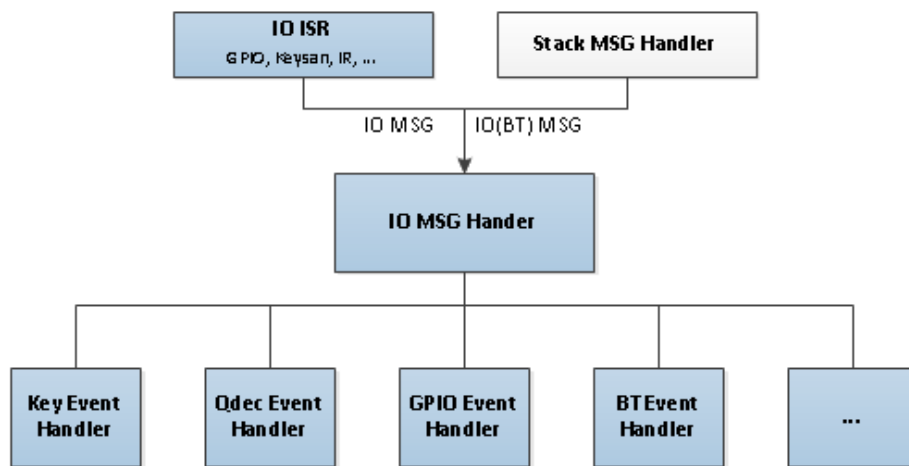 IO ISR
GPIO, Keysan, IR, ...
Stack MSG Handler
IO MSG
IO(BT) MSG
IO MSG Hander
Key Event
Handler
Qdec Event
Handler
GPIO Event
Handler
BT Event
Handler
...